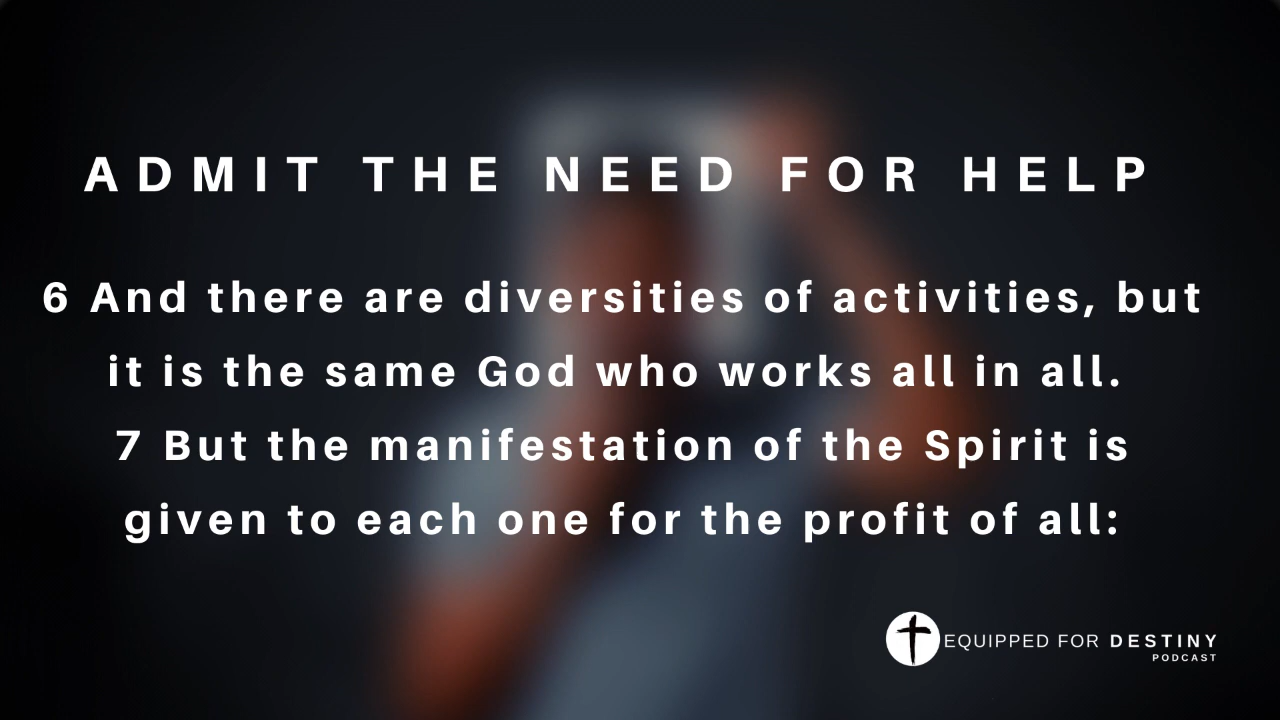 ADMIT THE NEED FOR HELP
6 And there are diversities of activities, but
it is the same God who works all in all.
7 But the manifestation of the Spirit is
given to each one for the profit of all:
EQUIPPED FOR DESTINY
PODCAST